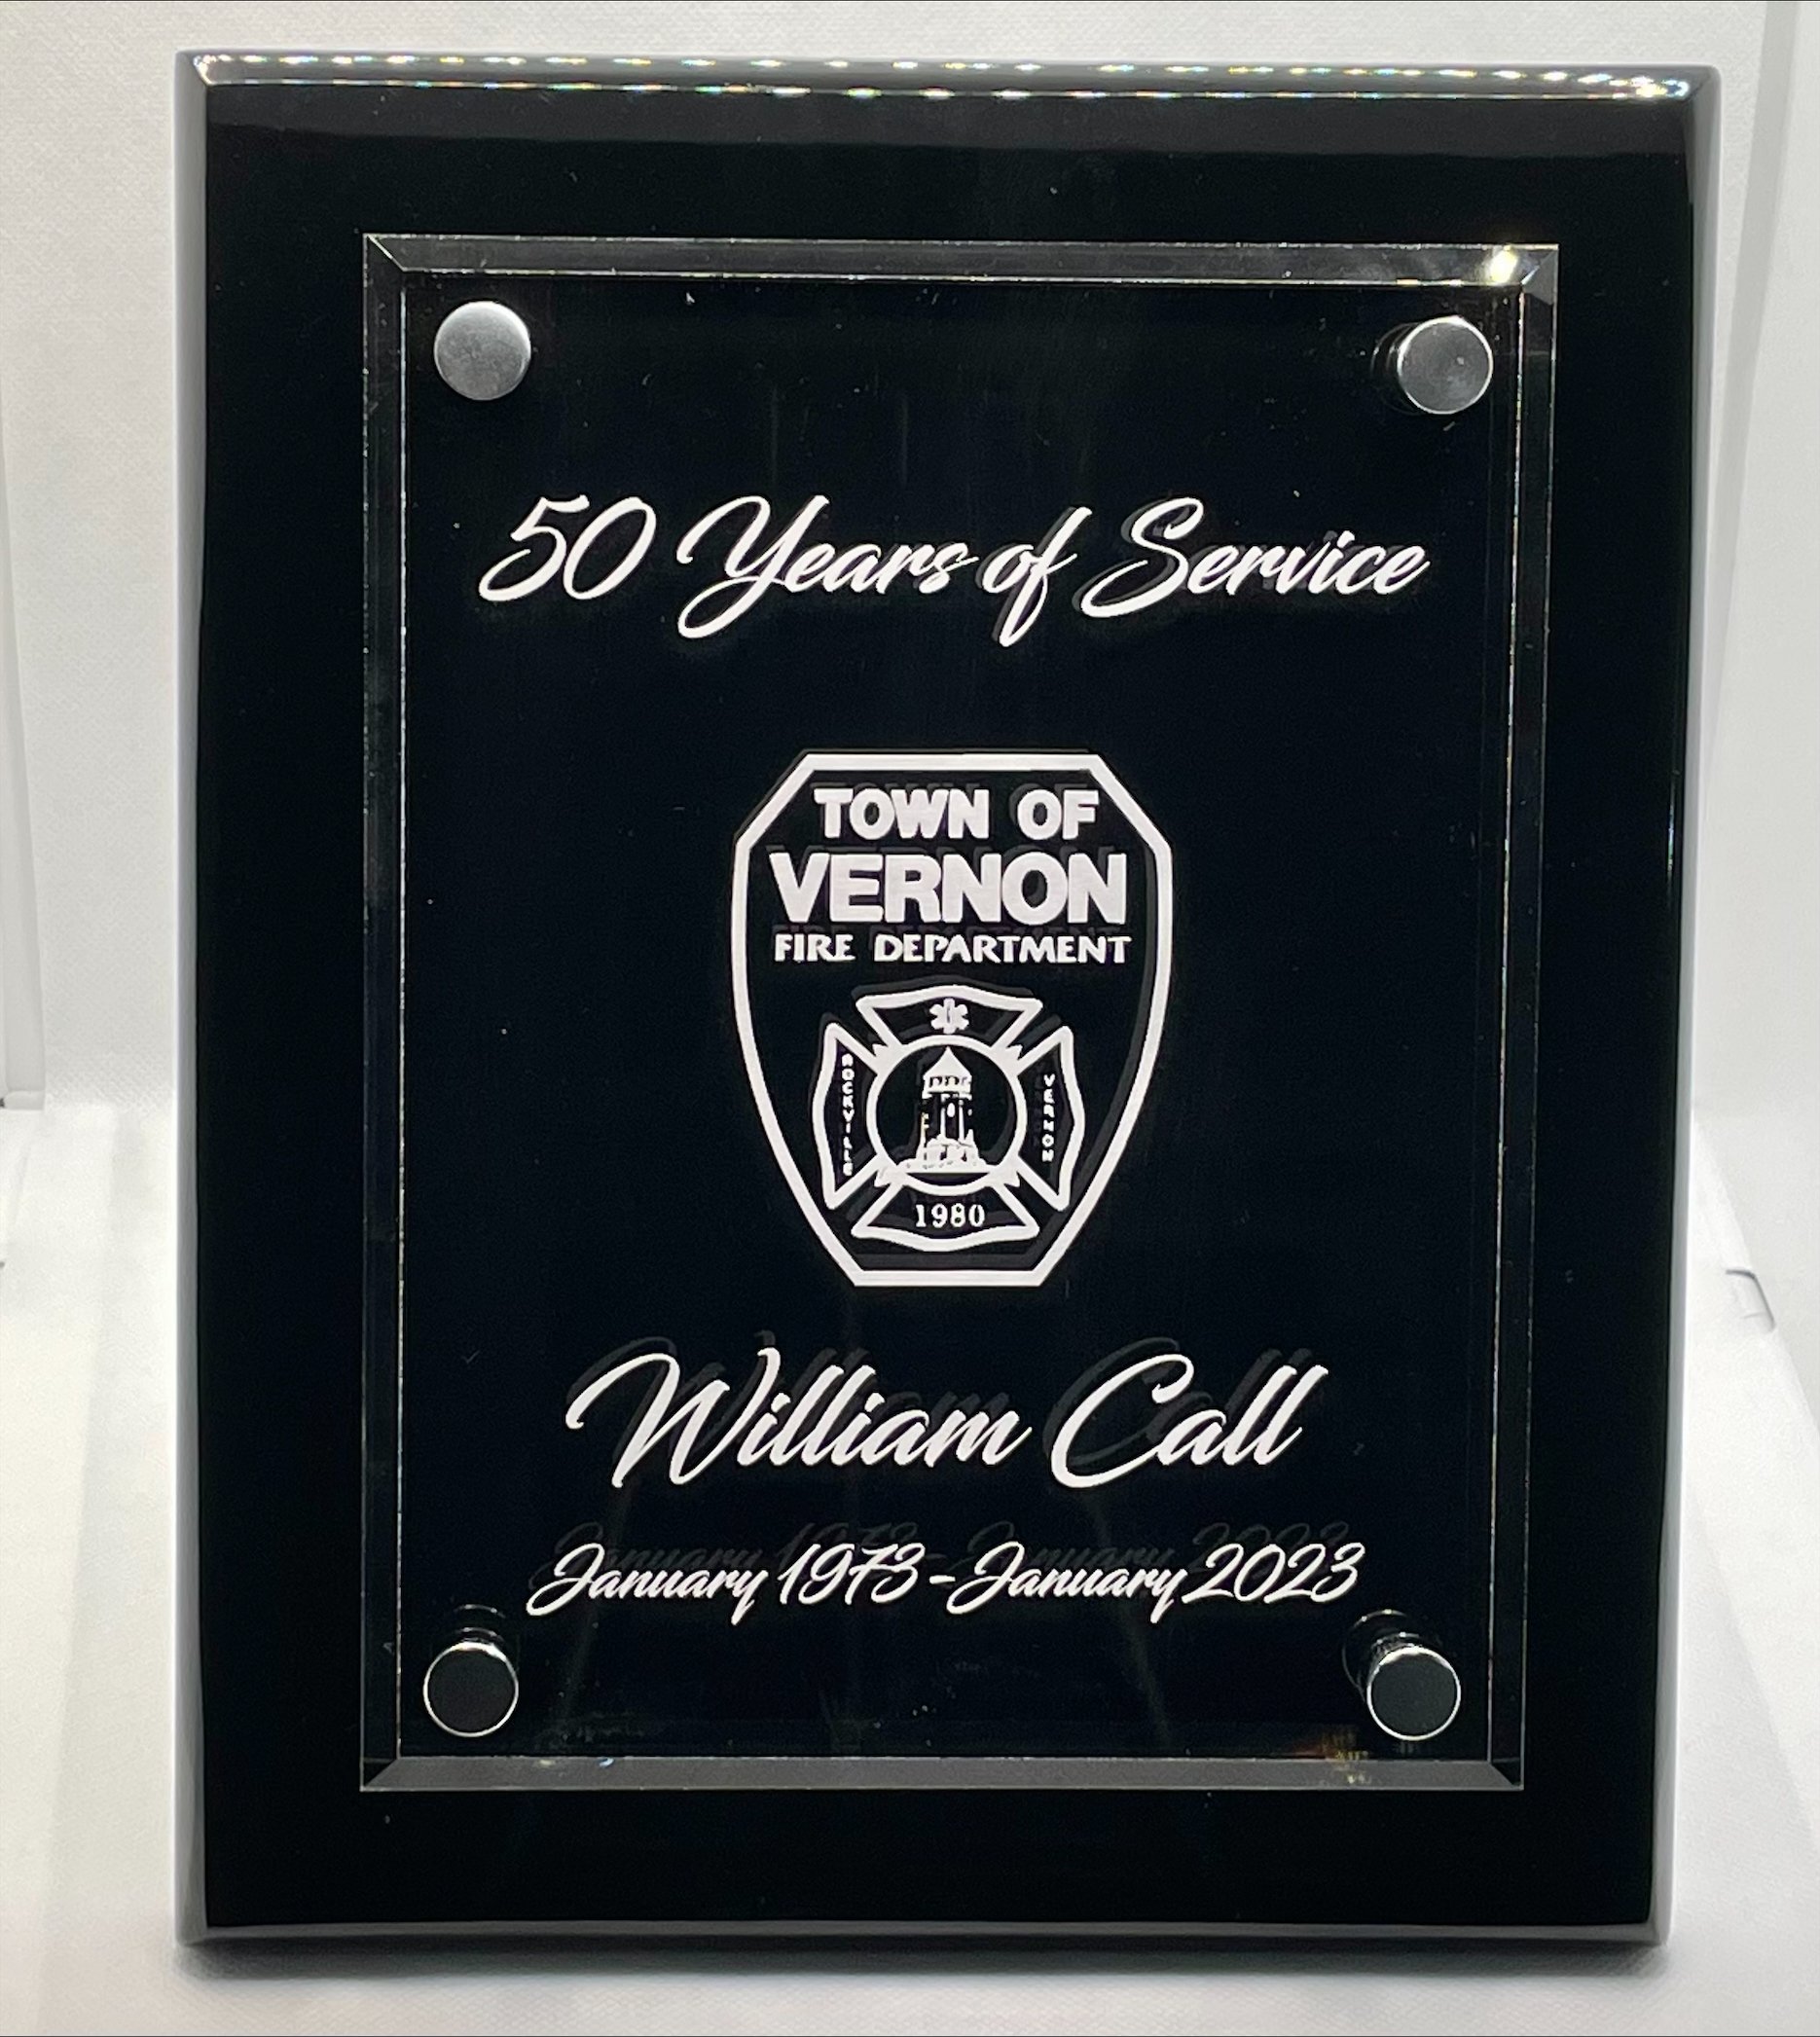 50 Years of Service
TOWN OF
VERNON
FIRE DEPARTMENT
ROCKVILLE
VERNON
1980
William Call
January 1973 - January 2023